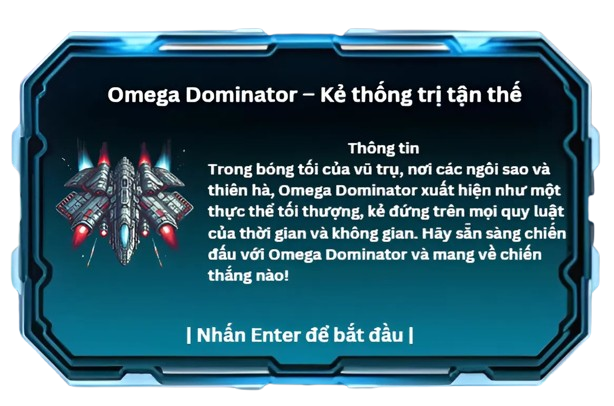 Omega Dominator – Kẻ thống trị tận thế
Thông tin
Trong bóng tối của vũ trụ, nơi các ngôi sao và
thiên hà, Omega Dominator xuất hiện như một
thực thể tối thượng, kẻ đứng trên mọi quy luật
của thời gian và không gian. Hãy sẵn sàng chiến
đấu với Omega Dominator và mang về chiến
thắng nào!
| Nhấn Enter để bắt đầu |